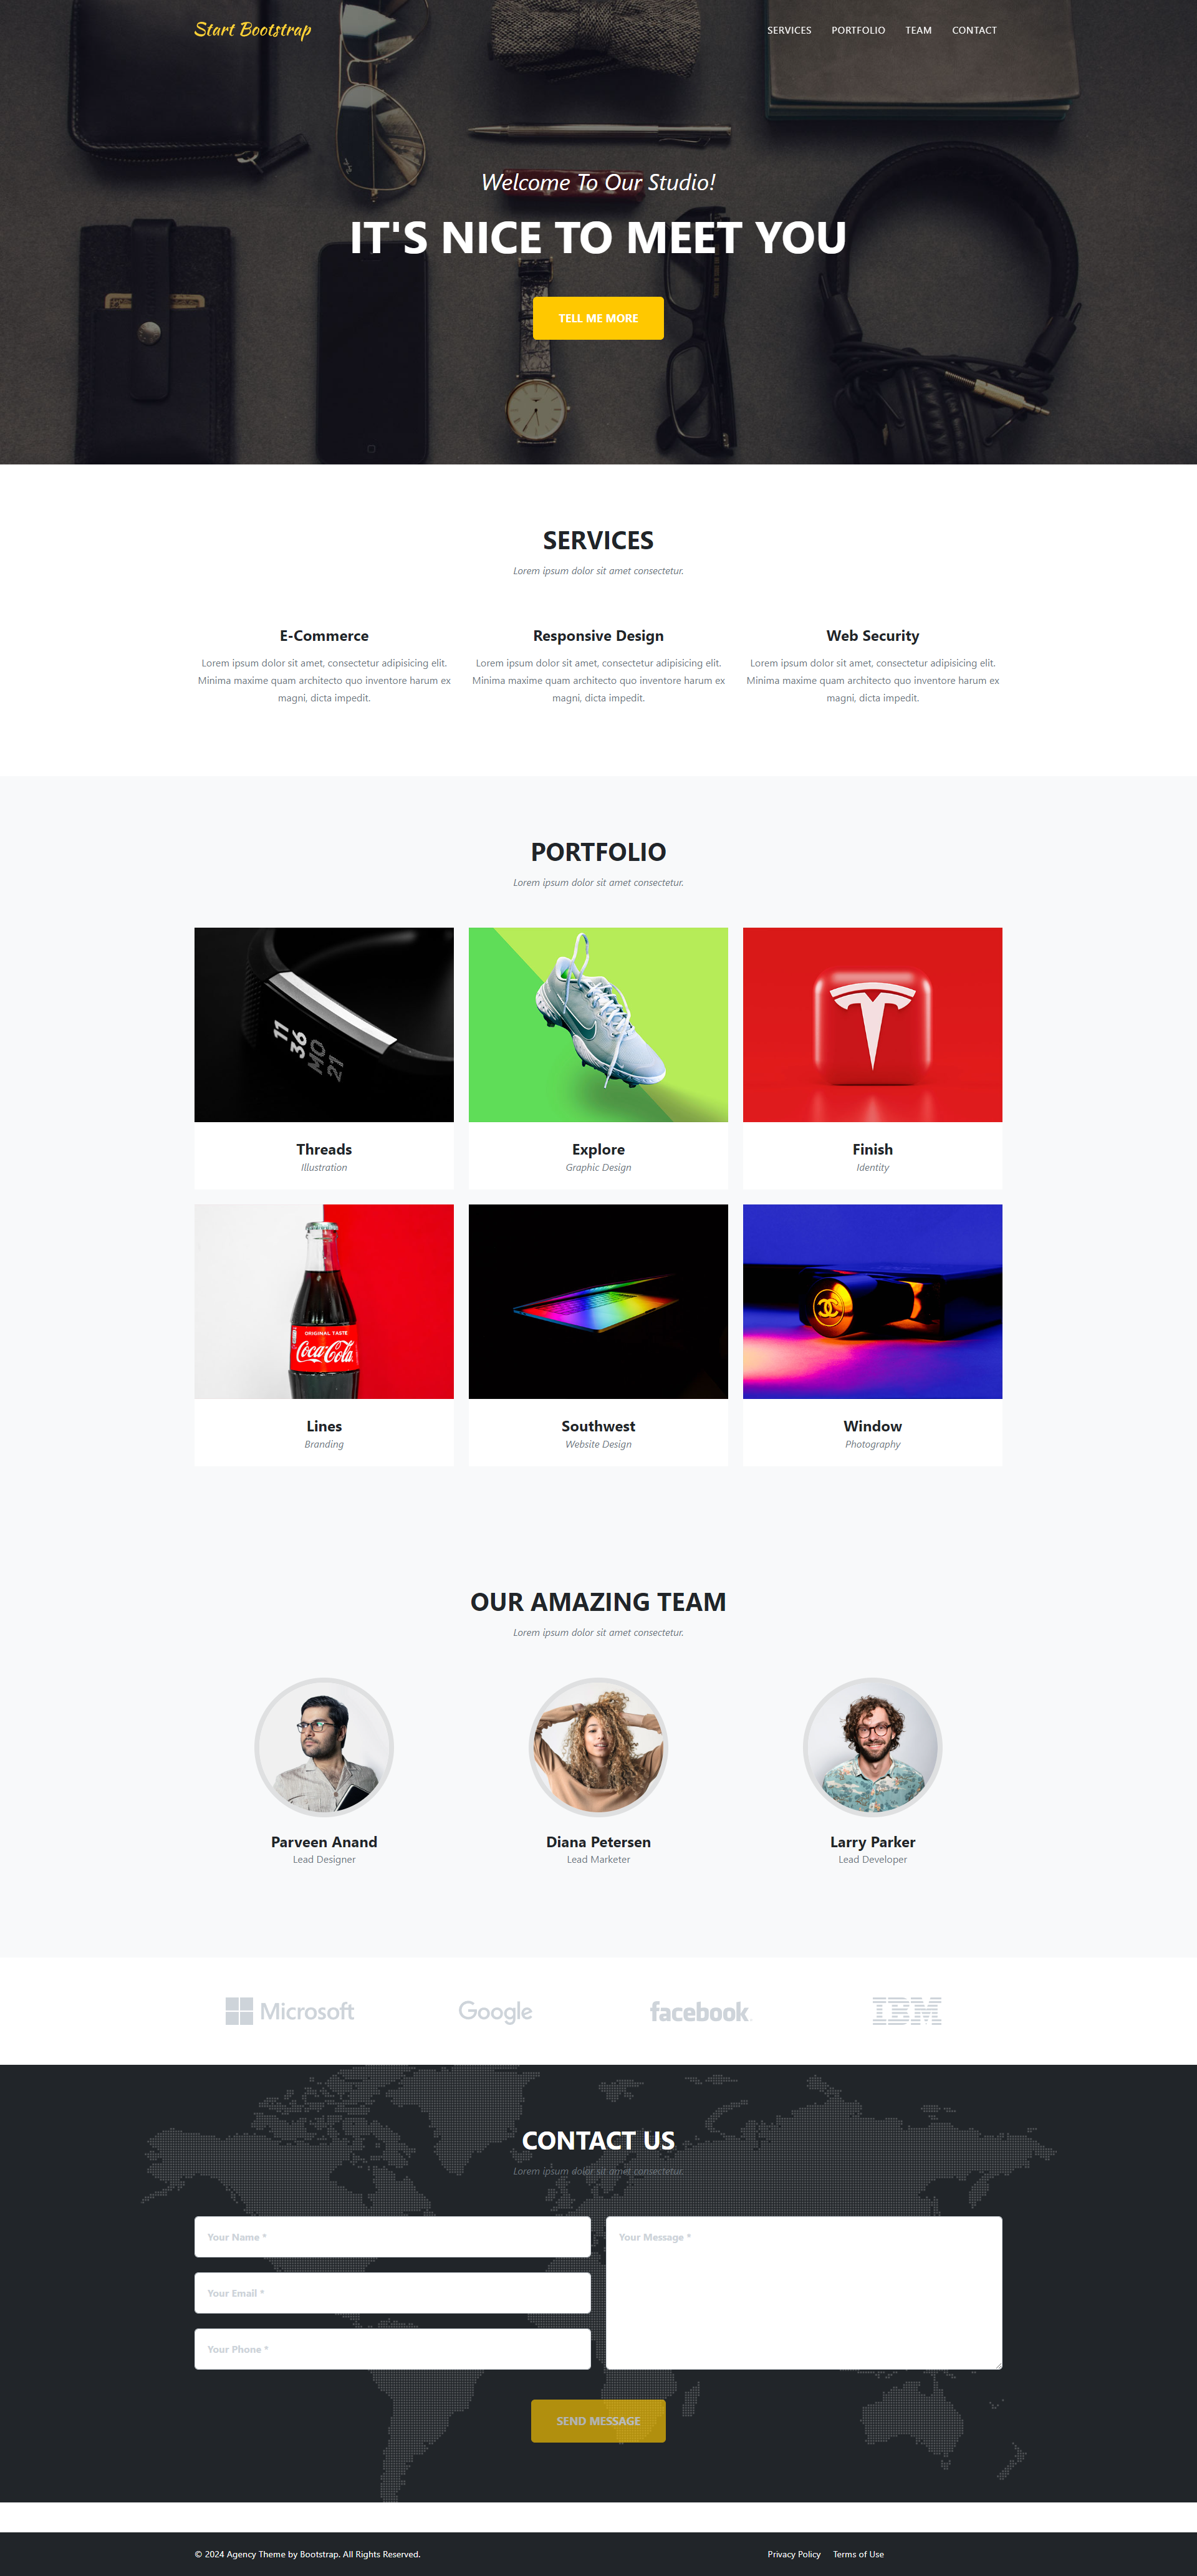 Start Bootstrap
SERVICES PORTFOLIO TEAM CONTACT
Welcome To Our Studio!
IT'S NICE TO MEET YOU
TELL ME MORE
SERVICES
Lorem ipsum dolor sit amet consectetur.
E-Commerce
Lorem ipsum dolor sit amet, consectetur adipisicing elit.
Minima maxime quam architecto quo inventore harum ex
magni, dicta impedit.
Responsive Design
Lorem ipsum dolor sit amet, consectetur adipisicing elit.
Minima maxime quam architecto quo inventore harum ex
magni, dicta impedit.
Web Security
Lorem ipsum dolor sit amet, consectetur adipisicing elit.
Minima maxime quam architecto quo inventore harum ex
magni, dicta impedit.
PORTFOLIO
Lorem ipsum dolor sit amet consectetur.
11
36
MO
21
Threads
Illustration
Explore
Graphic Design
Finish
Identity
ORIGINAL TASTE
Coca-Cola
Lines
Branding
Southwest
Website Design
Window
Photography
OUR AMAZING TEAM
Lorem ipsum dolor sit amet consectetur.
Parveen Anand
Lead Designer
Diana Petersen
Lead Marketer
Larry Parker
Lead Developer
Microsoft
Google
facebook
IBM
CONTACT US
Lorem ipsum dolor sit amet consectetur.
Your Name *
Your Email *
Your Phone *
Your Message *
SEND MESSAGE
© 2024 Agency Theme by Bootstrap. All Rights Reserved.
Privacy Policy Terms of Use